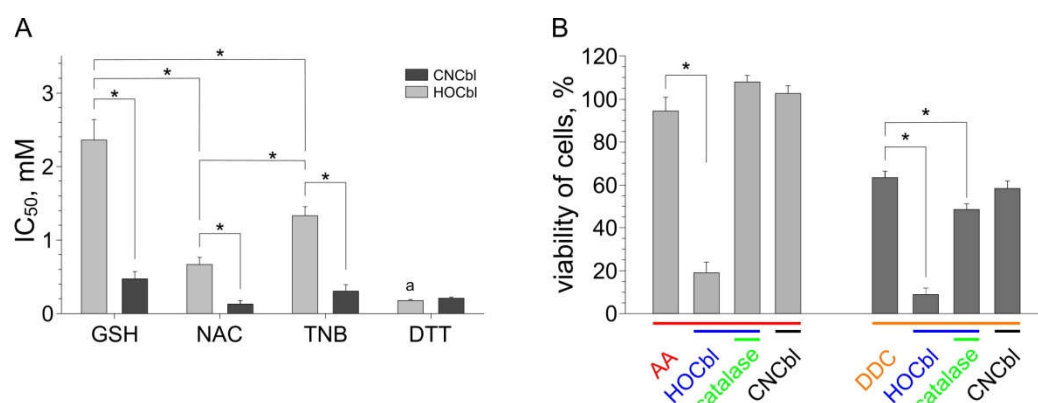 A
IC50, mM
3
2
1
0
*
*
*
*
*
*
a
CNCbl
HOCbl
GSH
NAC
TNB
DTT
B
viability of cells, %
120
100
80
60
40
20
0
*
*
*
AA
HOCbl
catalase
CNCbl
DDC
HOCbl
catalase
CNCbl